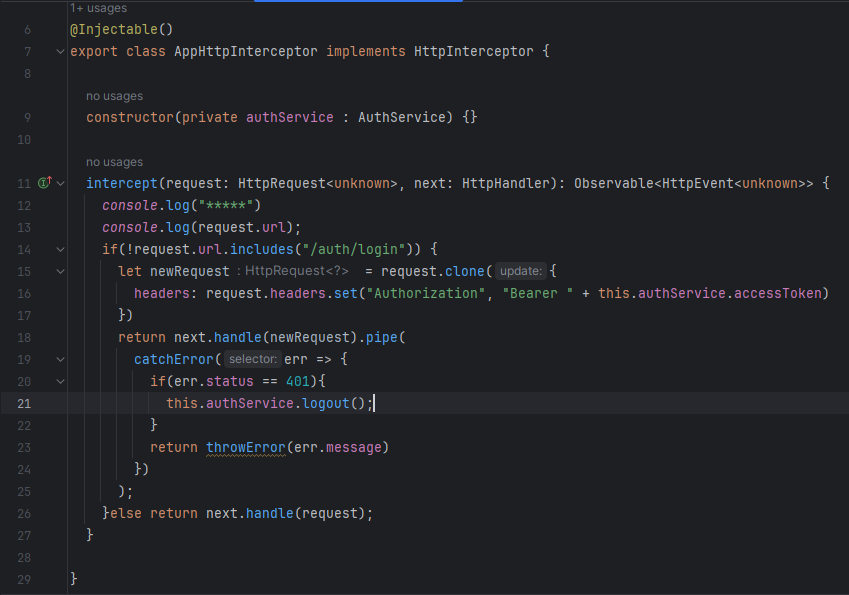 1+ usages
6 @Injectable()
7 export class AppHttpInterceptor implements HttpInterceptor {
8
no usages
9 constructor(private authService : AuthService) {}
10
no usages
11 intercept(request: HttpRequest<unknown>, next: HttpHandler): Observable<HttpEvent<unknown>> {
12 console.log("*****")
13 console.log(request.url);
14 if(!request.url.includes("/auth/login")) {
15 let newRequest : HttpRequest<?> = request.clone( update: {
16 headers: request.headers.set("Authorization", "Bearer " + this.authService.accessToken)
17 })
18 return next.handle(newRequest).pipe(
19 catchError( selector: err => {
20 if(err.status == 401){
21 this.authService.logout();
22 }
23 return throwError(err.message)
24 })
25 );
26 }else return next.handle(request);
27 }
28
29 }